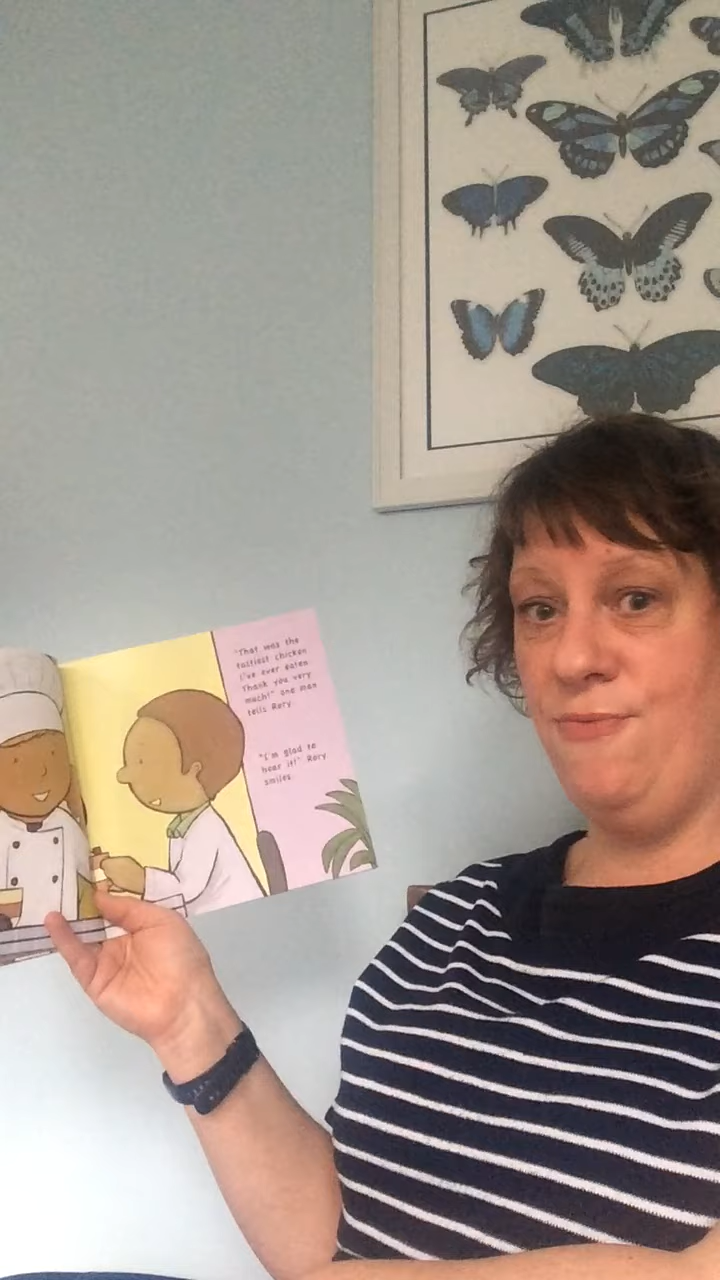 "That was the
tastiest chicken
I've ever eaten.
Thank you very
much!" one man
tells Rory.
"I'm glad to
hear it!" Rory
smiles.